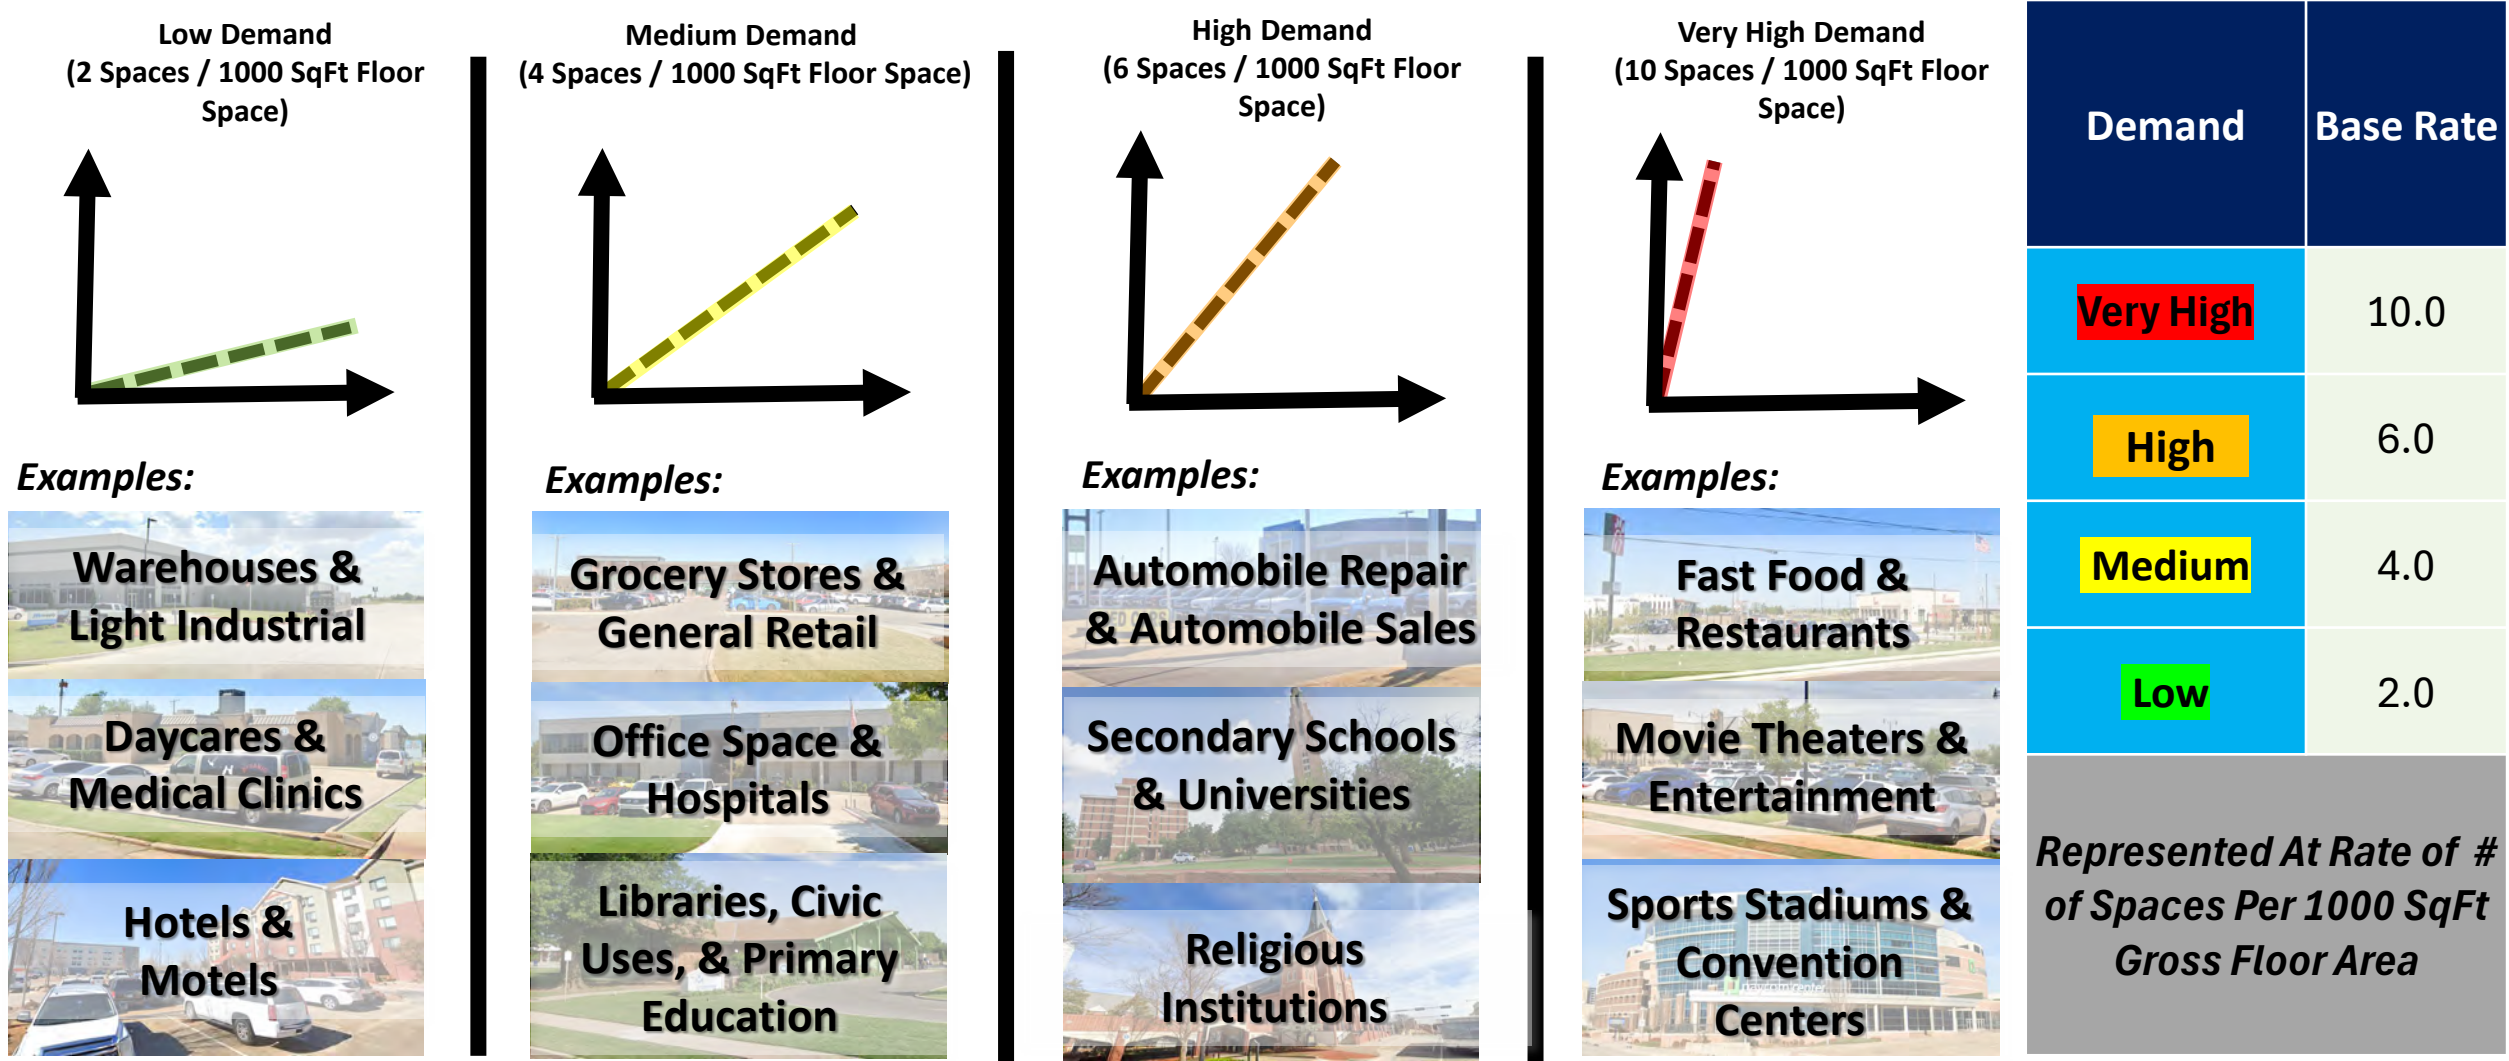 Low Demand
(2 Spaces / 1000 SqFt Floor
Space)
Examples:
Warehouses &
Light Industrial
Daycares &
Medical Clinics
Hotels &
Motels
Medium Demand
(4 Spaces / 1000 SqFt Floor Space)
Examples:
Grocery Stores &
General Retail
Office Space &
Hospitals
Libraries, Civic
Uses, & Primary
Education
High Demand
(6 Spaces / 1000 SqFt Floor
Space)
Examples:
Automobile Repair
& Automobile Sales
Secondary Schools
& Universities
Religious
Institutions
Very High Demand
(10 Spaces / 1000 SqFt Floor
Space)
Examples:
Fast Food &
Restaurants
Movie Theaters &
Entertainment
Sports Stadiums &
Convention
Centers
Demand Base Rate
Very High 10.0
High 6.0
Medium 4.0
Low 2.0
Represented At Rate of #
of Spaces Per 1000 SqFt
Gross Floor Area